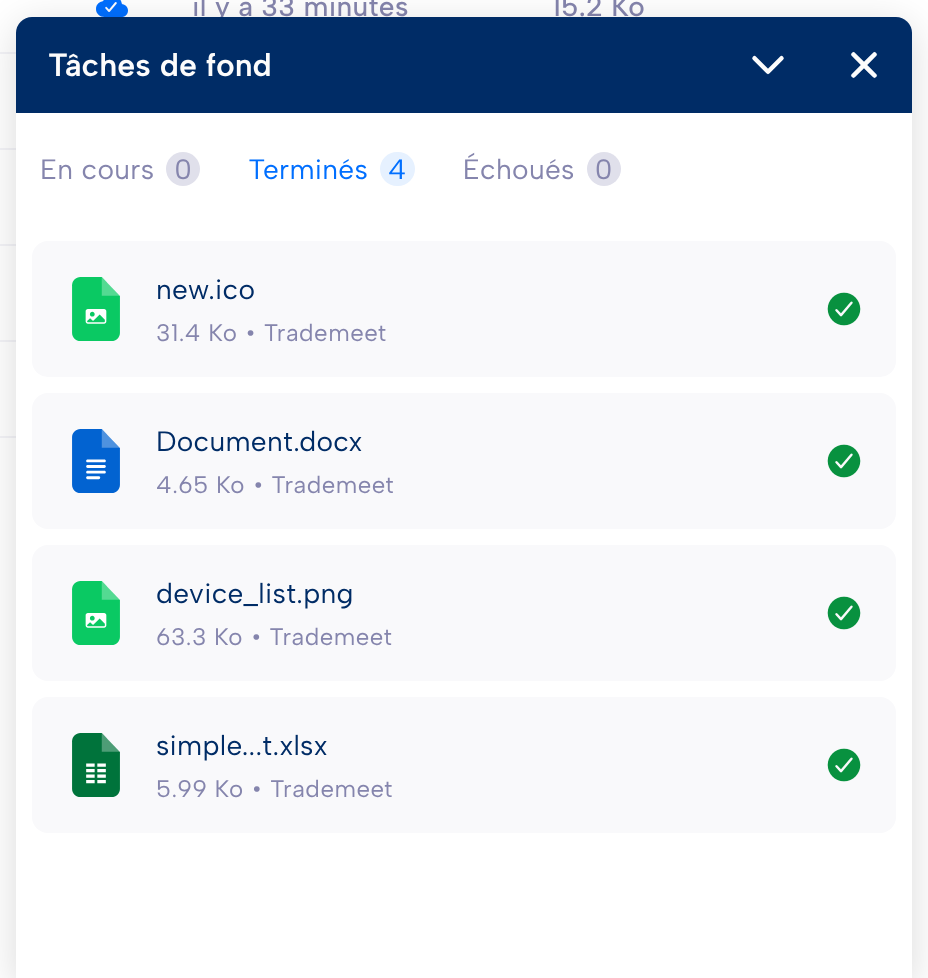 il y a 33 minutes 15.2 Ko
Tâches de fond
En cours 0 Terminés 4 Échoués 0
new.ico
31.4 Ko • Trademeet
Document.docx
4.65 Ko • Trademeet
device_list.png
63.3 Ko • Trademeet
simple...t.xlsx
5.99 Ko • Trademeet